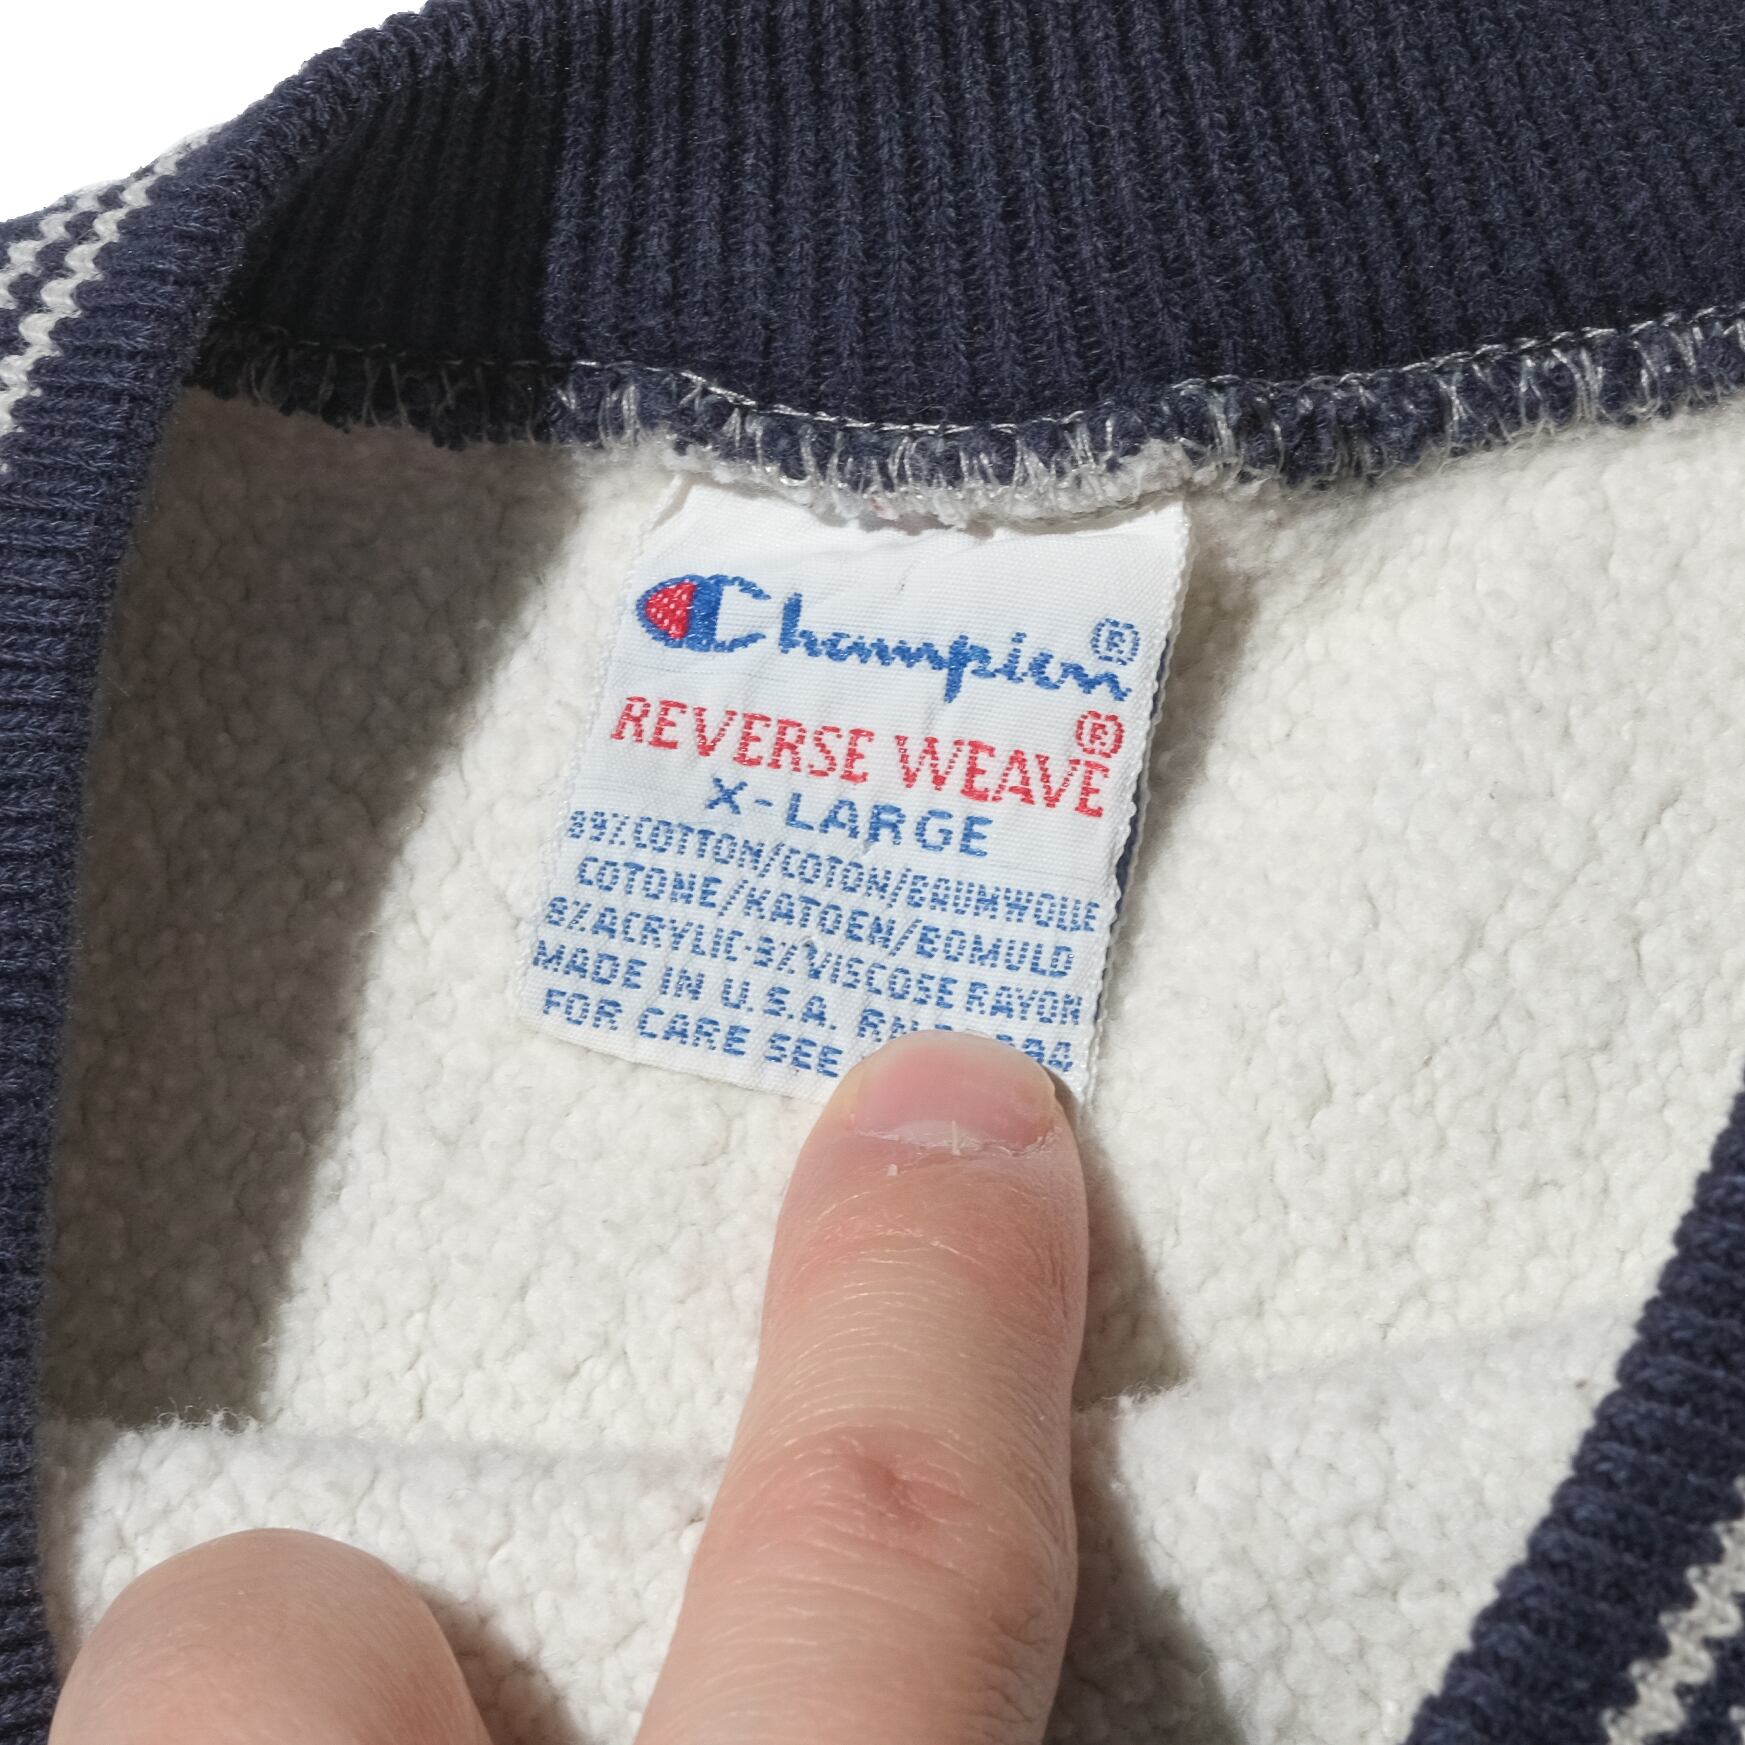 Champion®
REVERSE WEAVE®
X-LARGE
89% COTTON/COTON/BAUMWOLLE
COTONE/KATOEN/BOMULD
8% ACRYLIC-3% VISCOSE RAYON
MADE IN U.S.A. RN
FOR CARE SEE